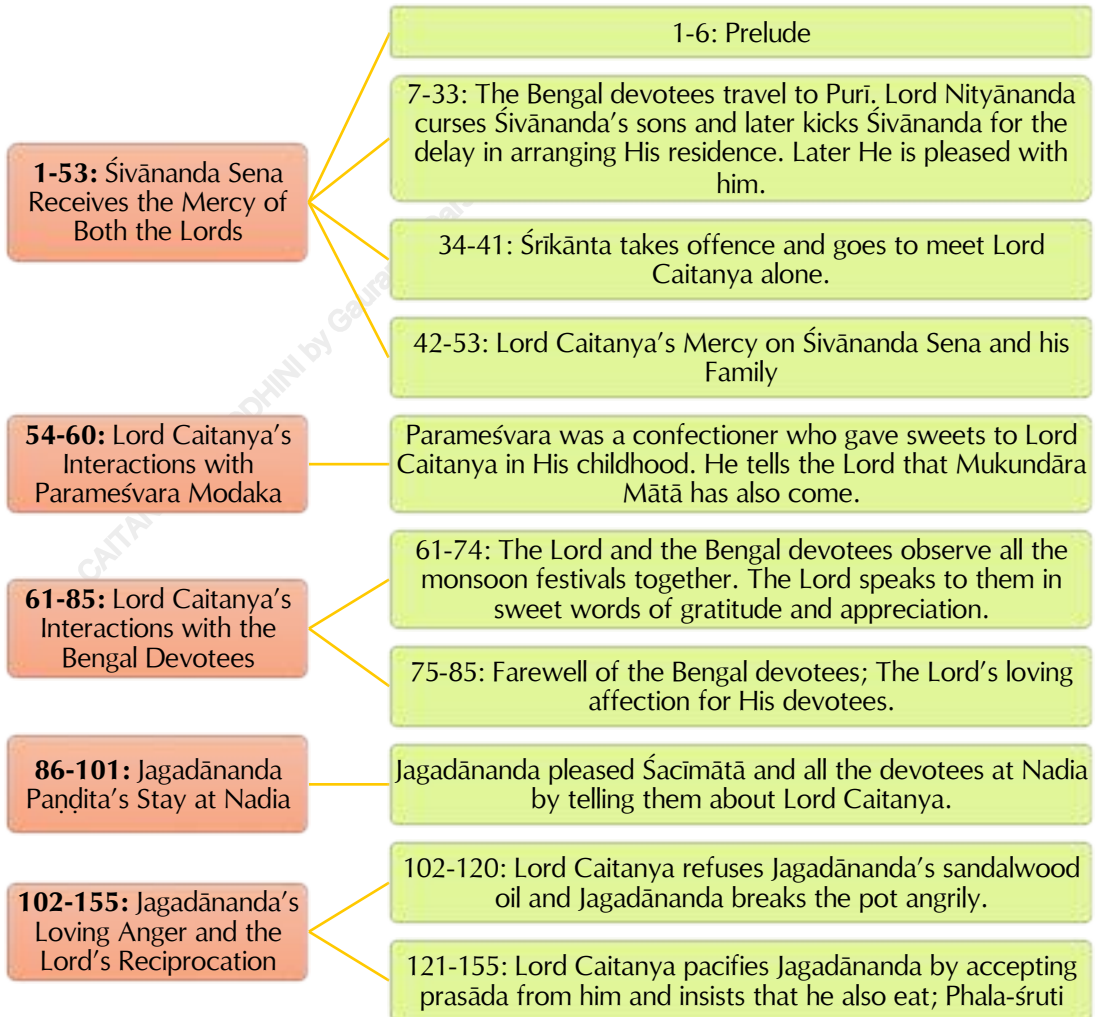 1-6: Prelude
7-33: The Bengal devotees travel to Purī. Lord Nityānanda
curses Śivānanda's sons and later kicks Śivānanda for the
delay in arranging His residence. Later He is pleased with
him.
1-53: Śivānanda Sena
Receives the Mercy of
Both the Lords
34-41: Śrīkānta takes offence and goes to meet Lord
Caitanya alone.
42-53: Lord Caitanya's Mercy on Śivānanda Sena and his
Family
54-60: Lord Caitanya's
Interactions with
Parameśvara Modaka
Parameśvara was a confectioner who gave sweets to Lord
Caitanya in His childhood. He tells the Lord that Mukundāra
Mātā has also come.
61-85: Lord Caitanya's
Interactions with the
Bengal Devotees
61-74: The Lord and the Bengal devotees observe all the
monsoon festivals together. The Lord speaks to them in
sweet words of gratitude and appreciation.
75-85: Farewell of the Bengal devotees; The Lord's loving
affection for His devotees.
86-101: Jagadānanda
Paṇḍita's Stay at Nadia
Jagadānanda pleased Śacīmātā and all the devotees at Nadia
by telling them about Lord Caitanya.
102-155: Jagadānanda's
Loving Anger and the
Lord's Reciprocation
102-120: Lord Caitanya refuses Jagadānanda's sandalwood
oil and Jagadānanda breaks the pot angrily.
121-155: Lord Caitanya pacifies Jagadānanda by accepting
prasāda from him and insists that he also eat; Phala-śruti